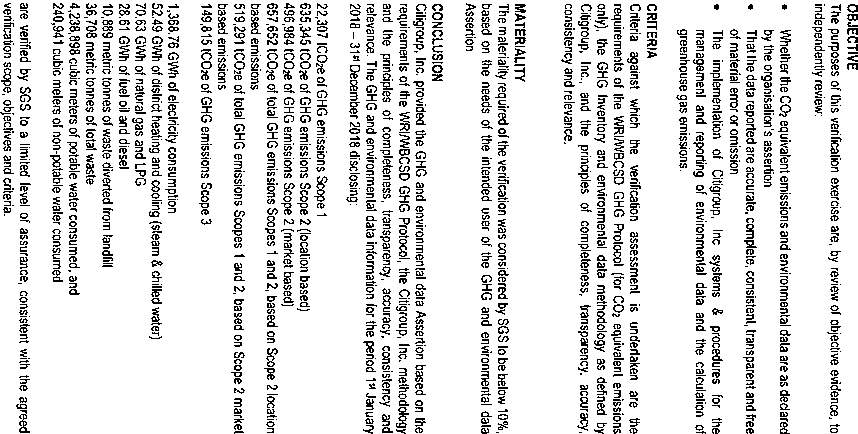 OBJECTIVE
The purposes of this verification exercise are, by review of objective evidence, to
independently review:
• Whether the CO₂ equivalent emissions and environmental data are as declared
by the organisation's assertion
• That the data reported are accurate, complete, consistent, transparent and free
of material error or omission
• The implementation of Citigroup, Inc systems & procedures for the
management and reporting of environmental data and the calculation of
greenhouse gas emissions.
CRITERIA
Criteria against which the verification assessment is undertaken are the
requirements of the WRI/WBCSD GHG Protocol (for CO₂ equivalent emissions
only), the GHG Inventory and environmental data methodology as defined by
Citigroup, Inc., and the principles of completeness, transparency, accuracy,
consistency and relevance.
MATERIALITY
The materiality required of the verification was considered by SGS to be below 10%,
based on the needs of the intended user of the GHG and environmental data
Assertion
CONCLUSION
Citigroup, Inc. provided the GHG and environmental data Assertion based on the
requirements of the WRI/WBCSD GHG Protocol, the Citigroup, Inc. methodology
and the principles of completeness, transparency, accuracy, consistency and
relevance. The GHG and environmental data information for the period 1st January
2018 – 31st December 2018 disclosing:
22,307 tCO₂e of GHG emissions Scope 1
635,345 tCO₂e of GHG emissions Scope 2 (location based)
496,984 tCO₂e of GHG emissions Scope 2 (market based)
657,652 tCO₂e of total GHG emissions Scopes 1 and 2, based on Scope 2 location
based emissions
519,291 tCO₂e of total GHG emissions Scopes 1 and 2, based on Scope 2 market
based emissions
149,815 tCO₂e of GHG emissions Scope 3
1,368.76 GWh of electricity consumption
52.49 GWh of district heating and cooling (steam & chilled water)
70.63 GWh of natural gas and LPG
28.61 GWh of fuel oil and diesel
10,889 metric tonnes of waste diverted from landfill
36,708 metric tonnes of total waste
4,238,998 cubic meters of potable water consumed, and
240,941 cubic meters of non-potable water consumed
are verified by SGS to a limited level of assurance, consistent with the agreed
verification scope, objectives and criteria.